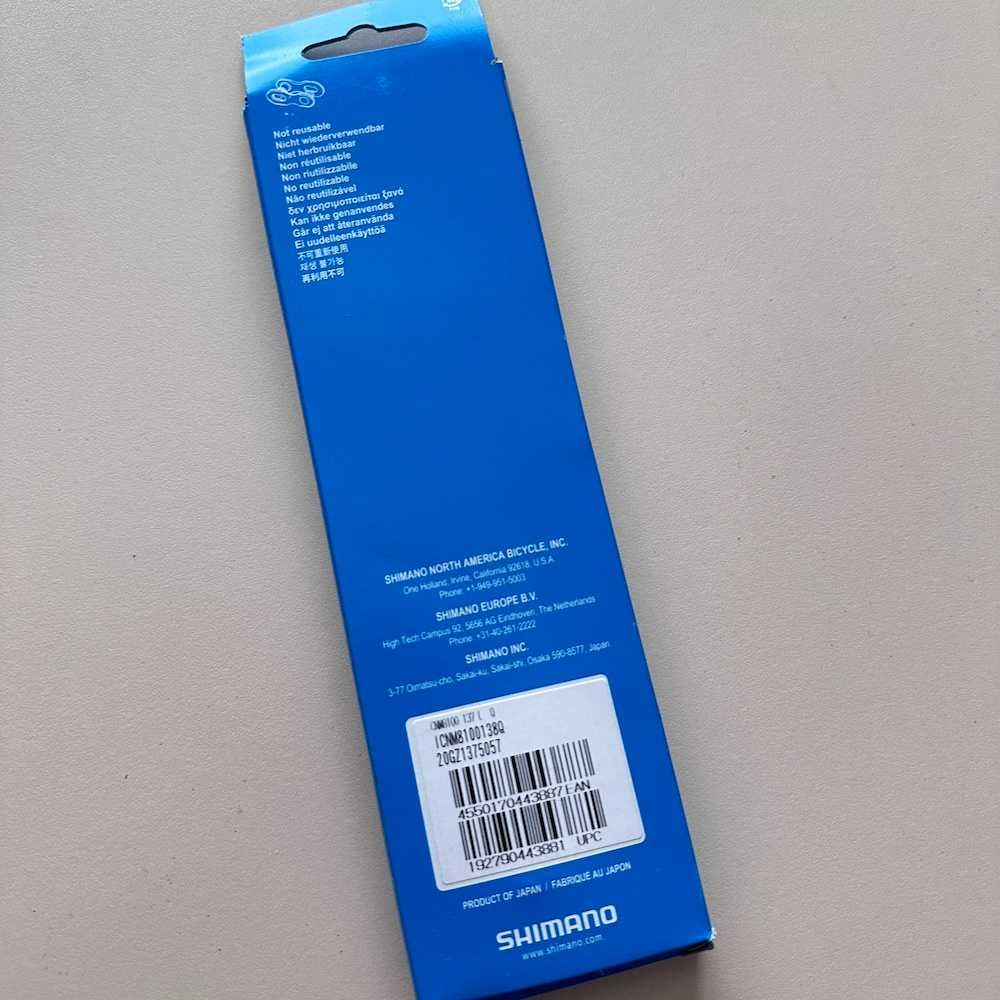 Not reusable
Nicht wiederverwendbar
Niet herbruikbaar
Non réutilisable
Non riutilizzabile
No reutilizable
Não reutilizável
δεν χρησιμοποιείται ξανά
Kan ikke genanvendes
Går ej att återanvända
Ei uudelleenkäyttöä
不可重新使用
재생 불가능
再利用不可
SHIMANO NORTH AMERICA BICYCLE, INC.
One Holland, Irvine, California 92618, U.S.A.
Phone: +1-949-951-5003
SHIMANO EUROPE B.V.
High Tech Campus 92, 5656 AG Eindhoven, The Netherlands
Phone: +31-40-261-2222
SHIMANO INC.
3-77 Oimatsu-cho, Sakai-ku, Sakai-shi, Osaka 590-8577, Japan
CNM8100 137 L Q
ICNM8100138Q
20GZ1375057
4550170443887 EAN
192790443881 UPC
PRODUCT OF JAPAN / FABRIQUE AU JAPON
SHIMANO
www.shimano.com